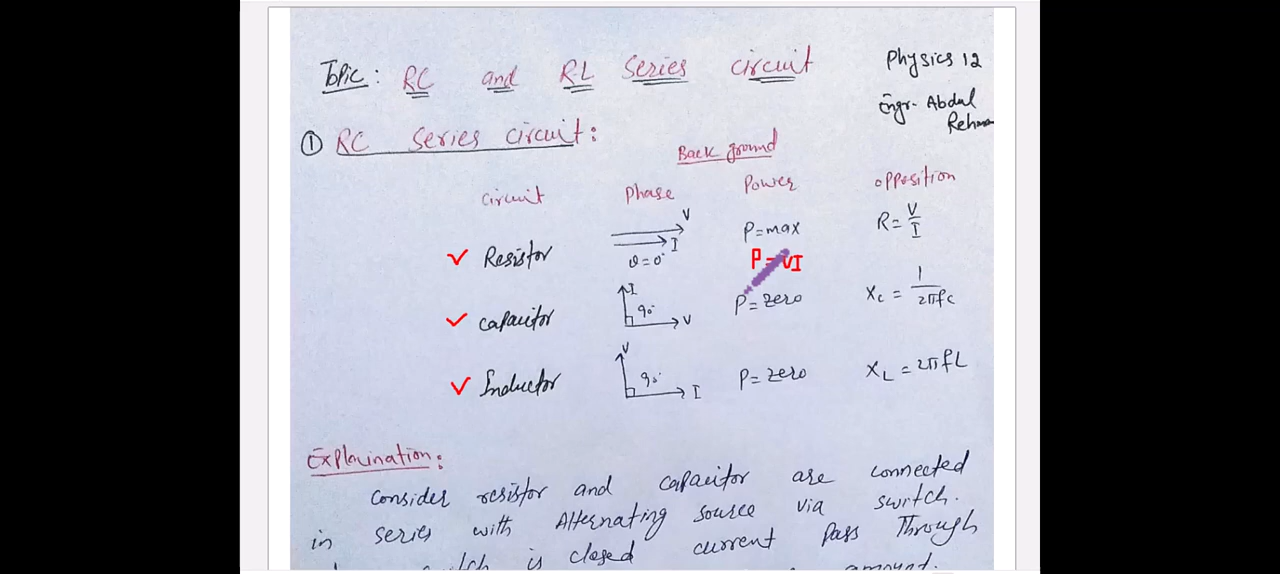 Topic: RC and RL Series circuit
Physics 12
Engr. Abdul Rehman
① RC Series circuit:
Back ground
circuit Phase Power opposition
✓ Resistor V I θ=0° P=max P=VI R=V/I
✓ capacitor I 90° V P=zero Xc=1/2πfc
✓ Inductor V 90° I P=zero XL=2πfL
Explaination:
Consider resistor and capacitor are connected
in series with Alternating source via switch.
is closed current Pass Through
amount.